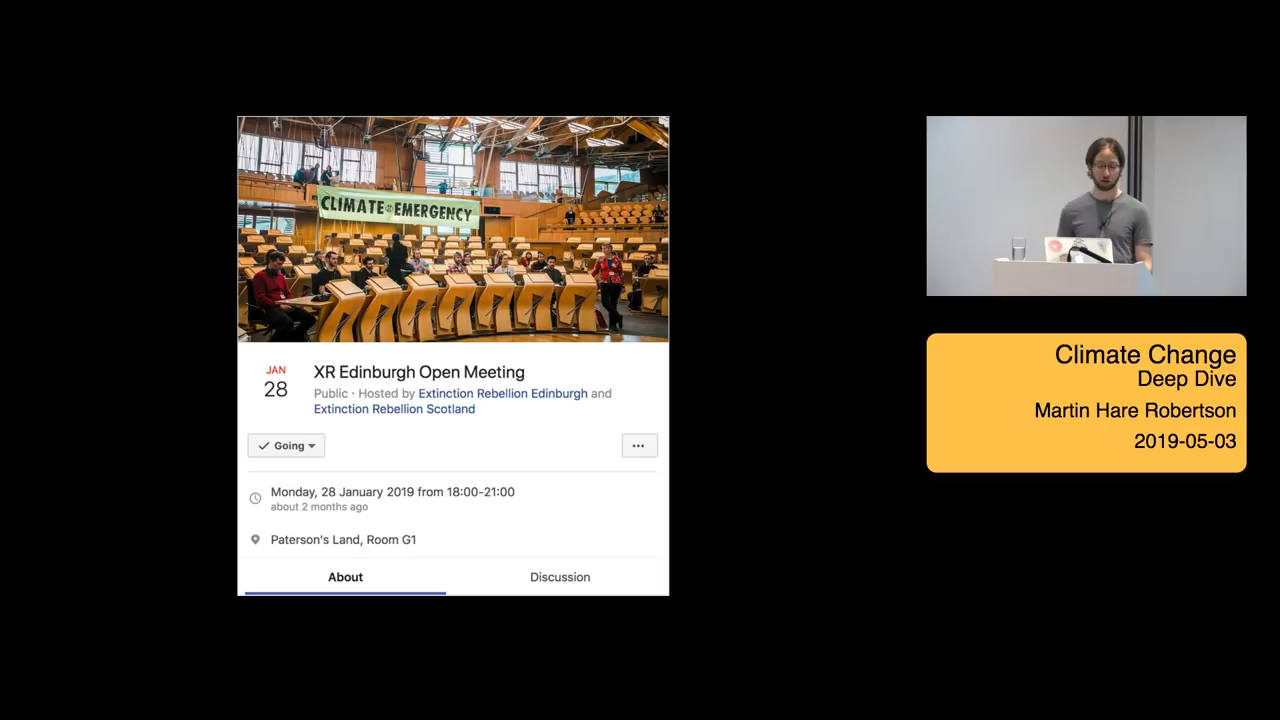 CLIMATE EMERGENCY
JAN
28
XR Edinburgh Open Meeting
Public · Hosted by Extinction Rebellion Edinburgh and
Extinction Rebellion Scotland
Going
Monday, 28 January 2019 from 18:00-21:00
about 2 months ago
Paterson's Land, Room G1
About
Discussion
Climate Change
Deep Dive
Martin Hare Robertson
2019-05-03